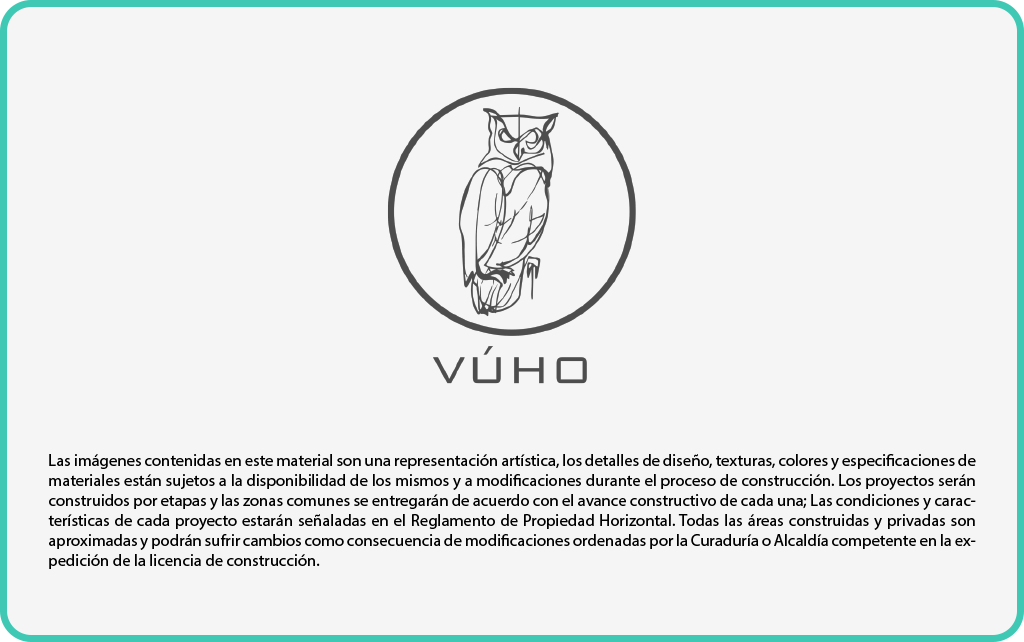 VÚHO
Las imágenes contenidas en este material son una representación artística, los detalles de diseño, texturas, colores y especificaciones de
materiales están sujetos a la disponibilidad de los mismos y a modificaciones durante el proceso de construcción. Los proyectos serán
construidos por etapas y las zonas comunes se entregarán de acuerdo con el avance constructivo de cada una; Las condiciones y carac-
terísticas de cada proyecto estarán señaladas en el Reglamento de Propiedad Horizontal. Todas las áreas construidas y privadas son
aproximadas y podrán sufrir cambios como consecuencia de modificaciones ordenadas por la Curaduría o Alcaldía competente en la ex-
pedición de la licencia de construcción.